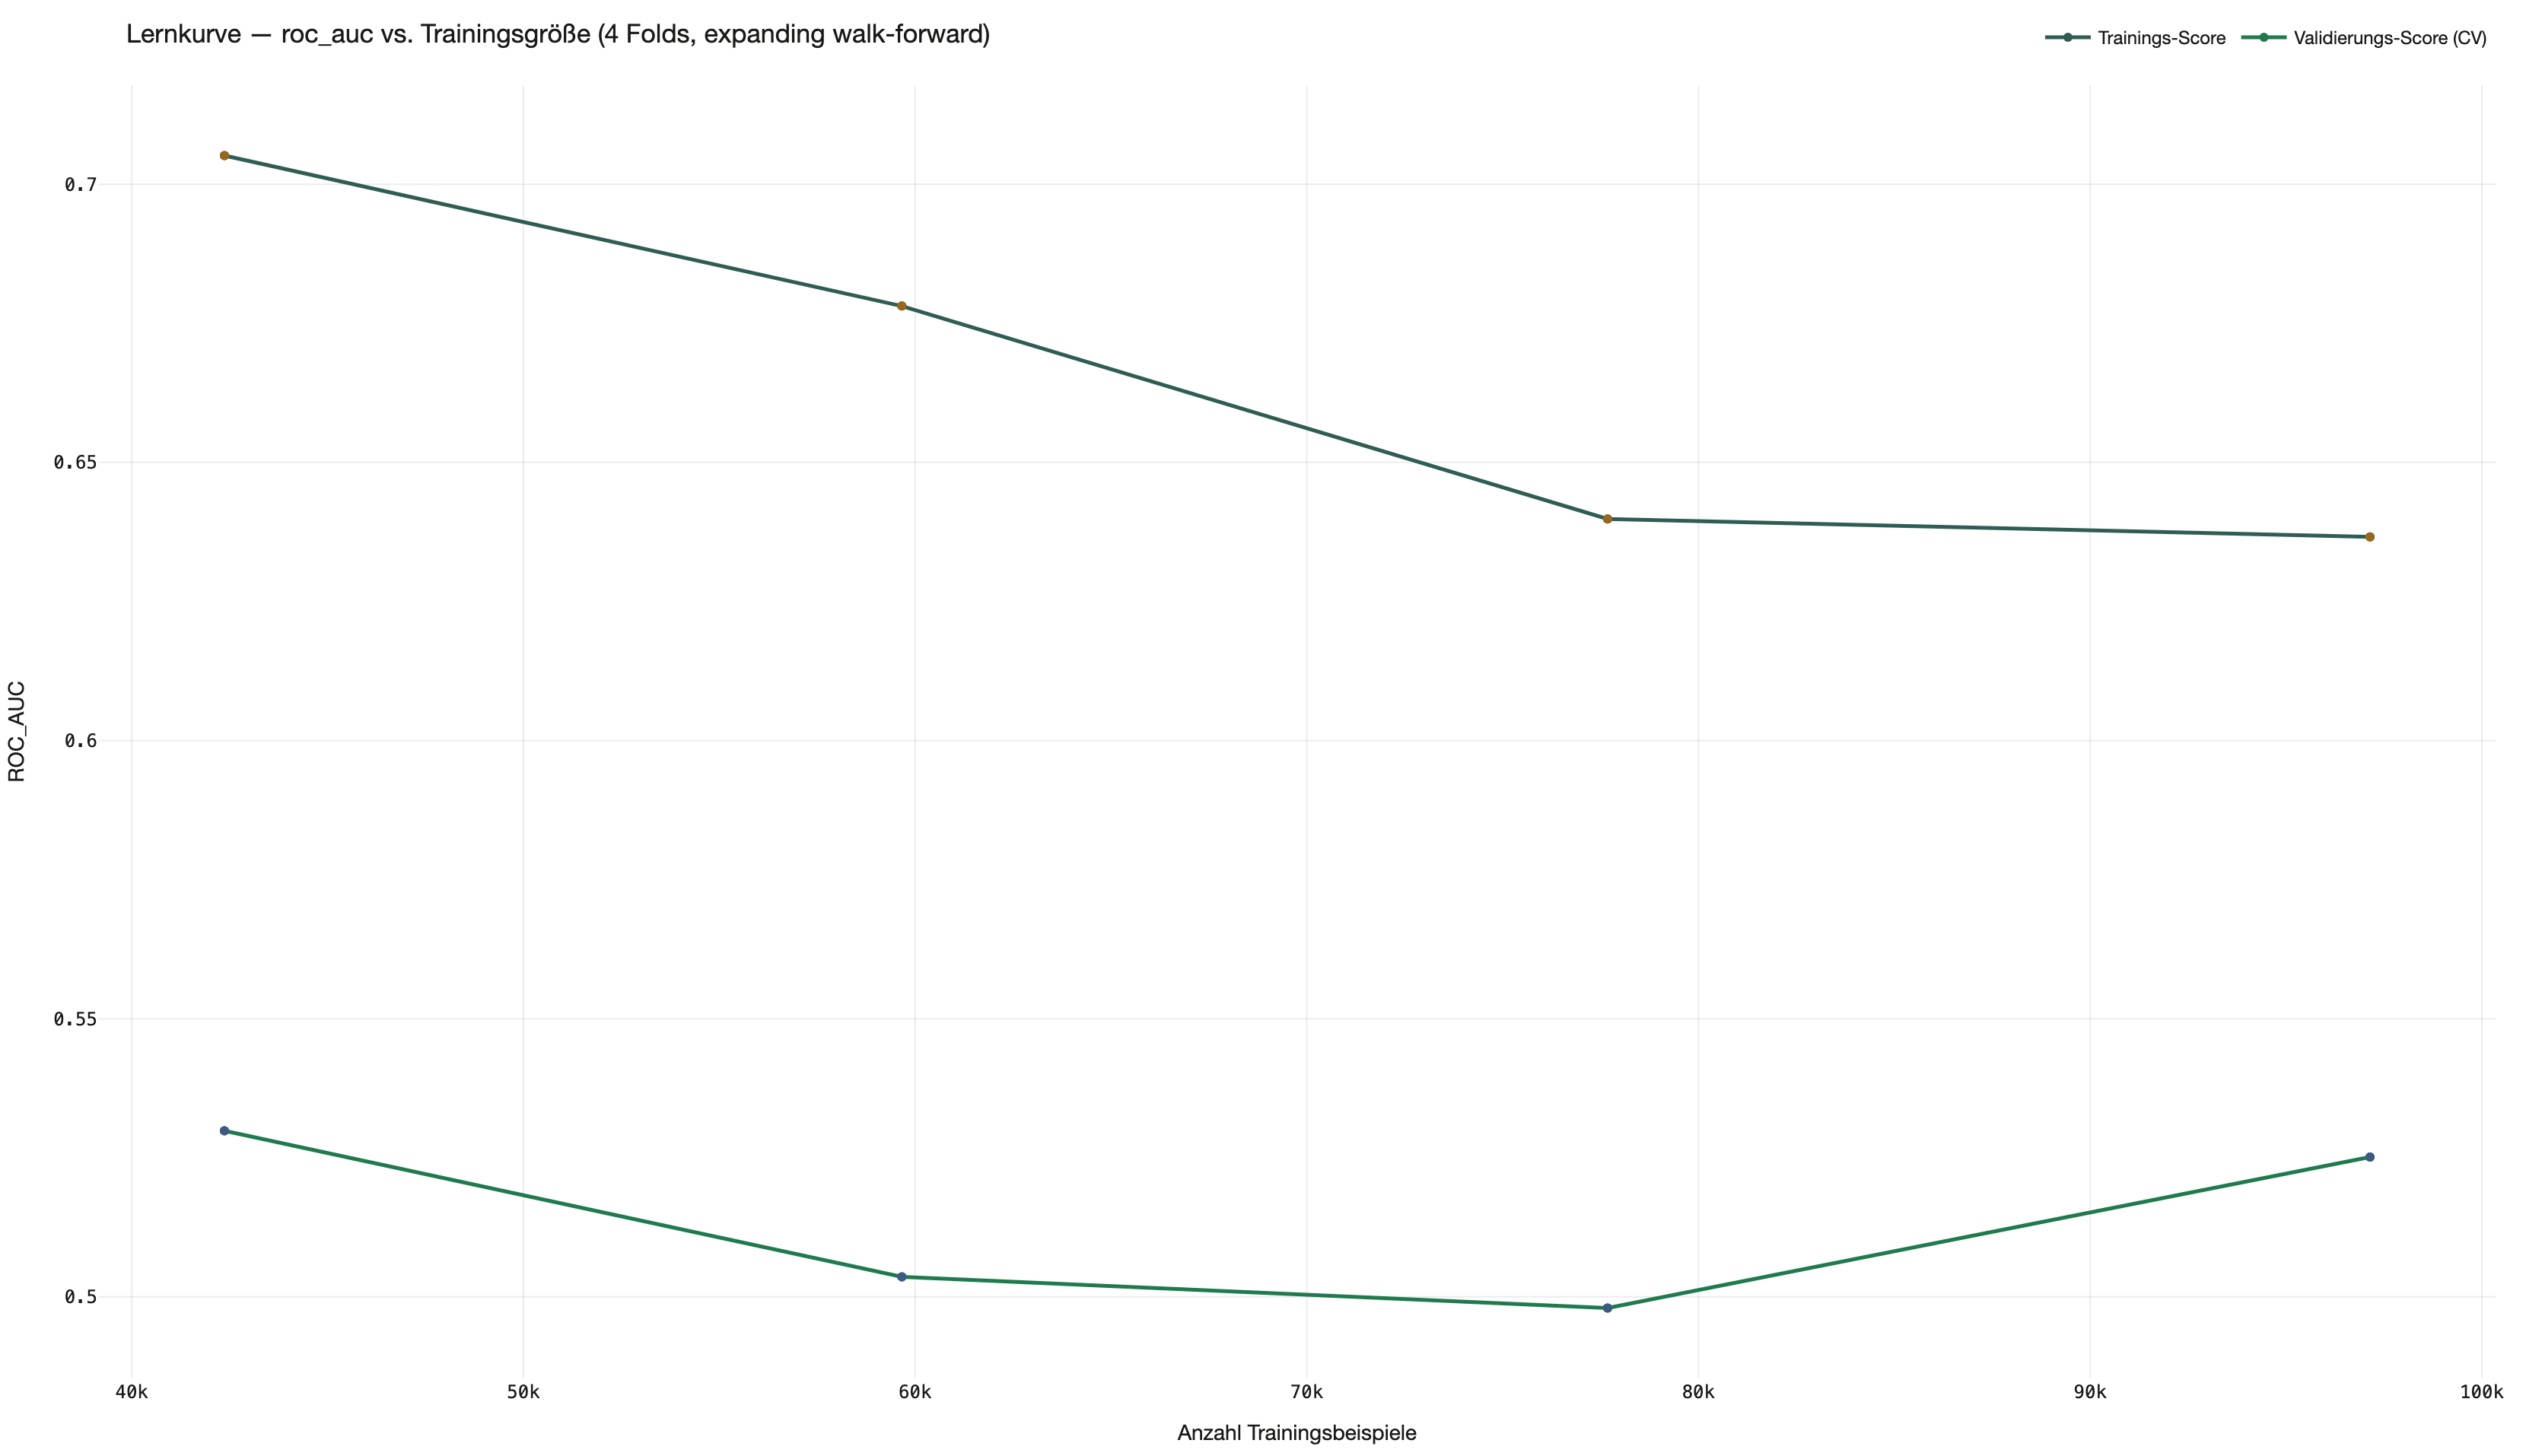 Lernkurve — roc_auc vs. Trainingsgröße (4 Folds, expanding walk-forward)
Trainings-Score
Validierungs-Score (CV)
ROC_AUC
0.7
0.65
0.6
0.55
0.5
40k
50k
60k
70k
80k
90k
100k
Anzahl Trainingsbeispiele